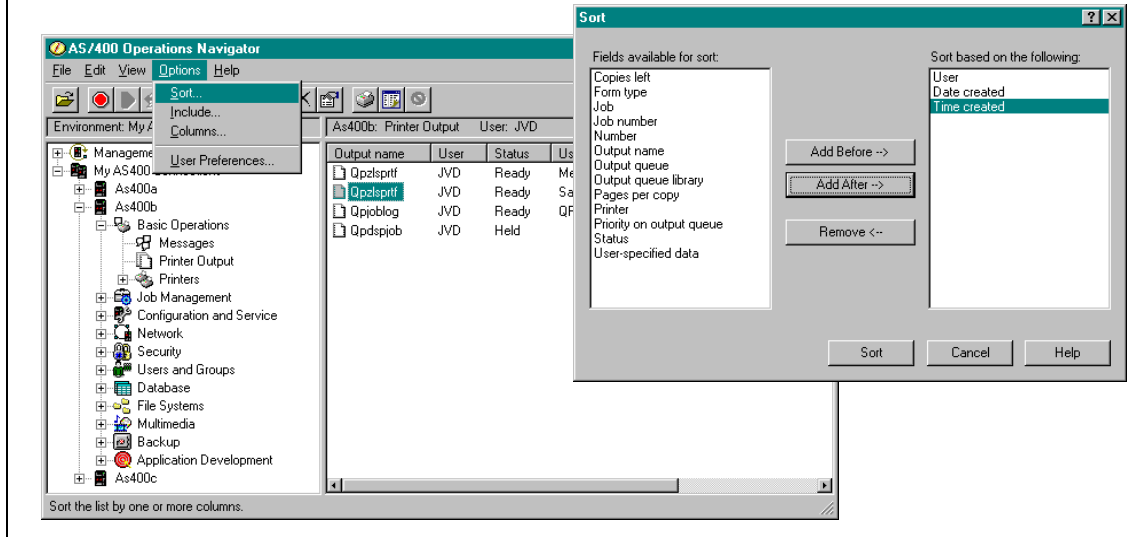 AS/400 Operations Navigator
File Edit View Options Help
Sort...
Include...
Columns...
User Preferences...
Environment: My A
As400b: Printer Output User: JVD
Manageme
My AS400
As400a
As400b
Basic Operations
Messages
Printer Output
Printers
Job Management
Configuration and Service
Network
Security
Users and Groups
Database
File Systems
Multimedia
Backup
Application Development
As400c
Output name User Status Us
Qpzlsprtf JVD Ready Me
Qpzlsprtf JVD Ready Sa
Qpjoblog JVD Ready QP
Qpdspjob JVD Held
Sort the list by one or more columns.
Sort
Fields available for sort:
Copies left
Form type
Job
Job number
Number
Output name
Output queue
Output queue library
Pages per copy
Printer
Priority on output queue
Status
User-specified data
Add Before -->
Add After -->
Remove <--
Sort based on the following:
User
Date created
Time created
Sort Cancel Help